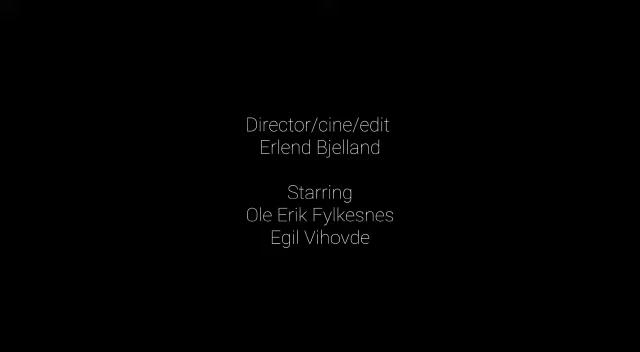 Director/cine/edit
Erlend Bjelland
Starring
Ole Erik Fylkesnes
Egil Vihovde